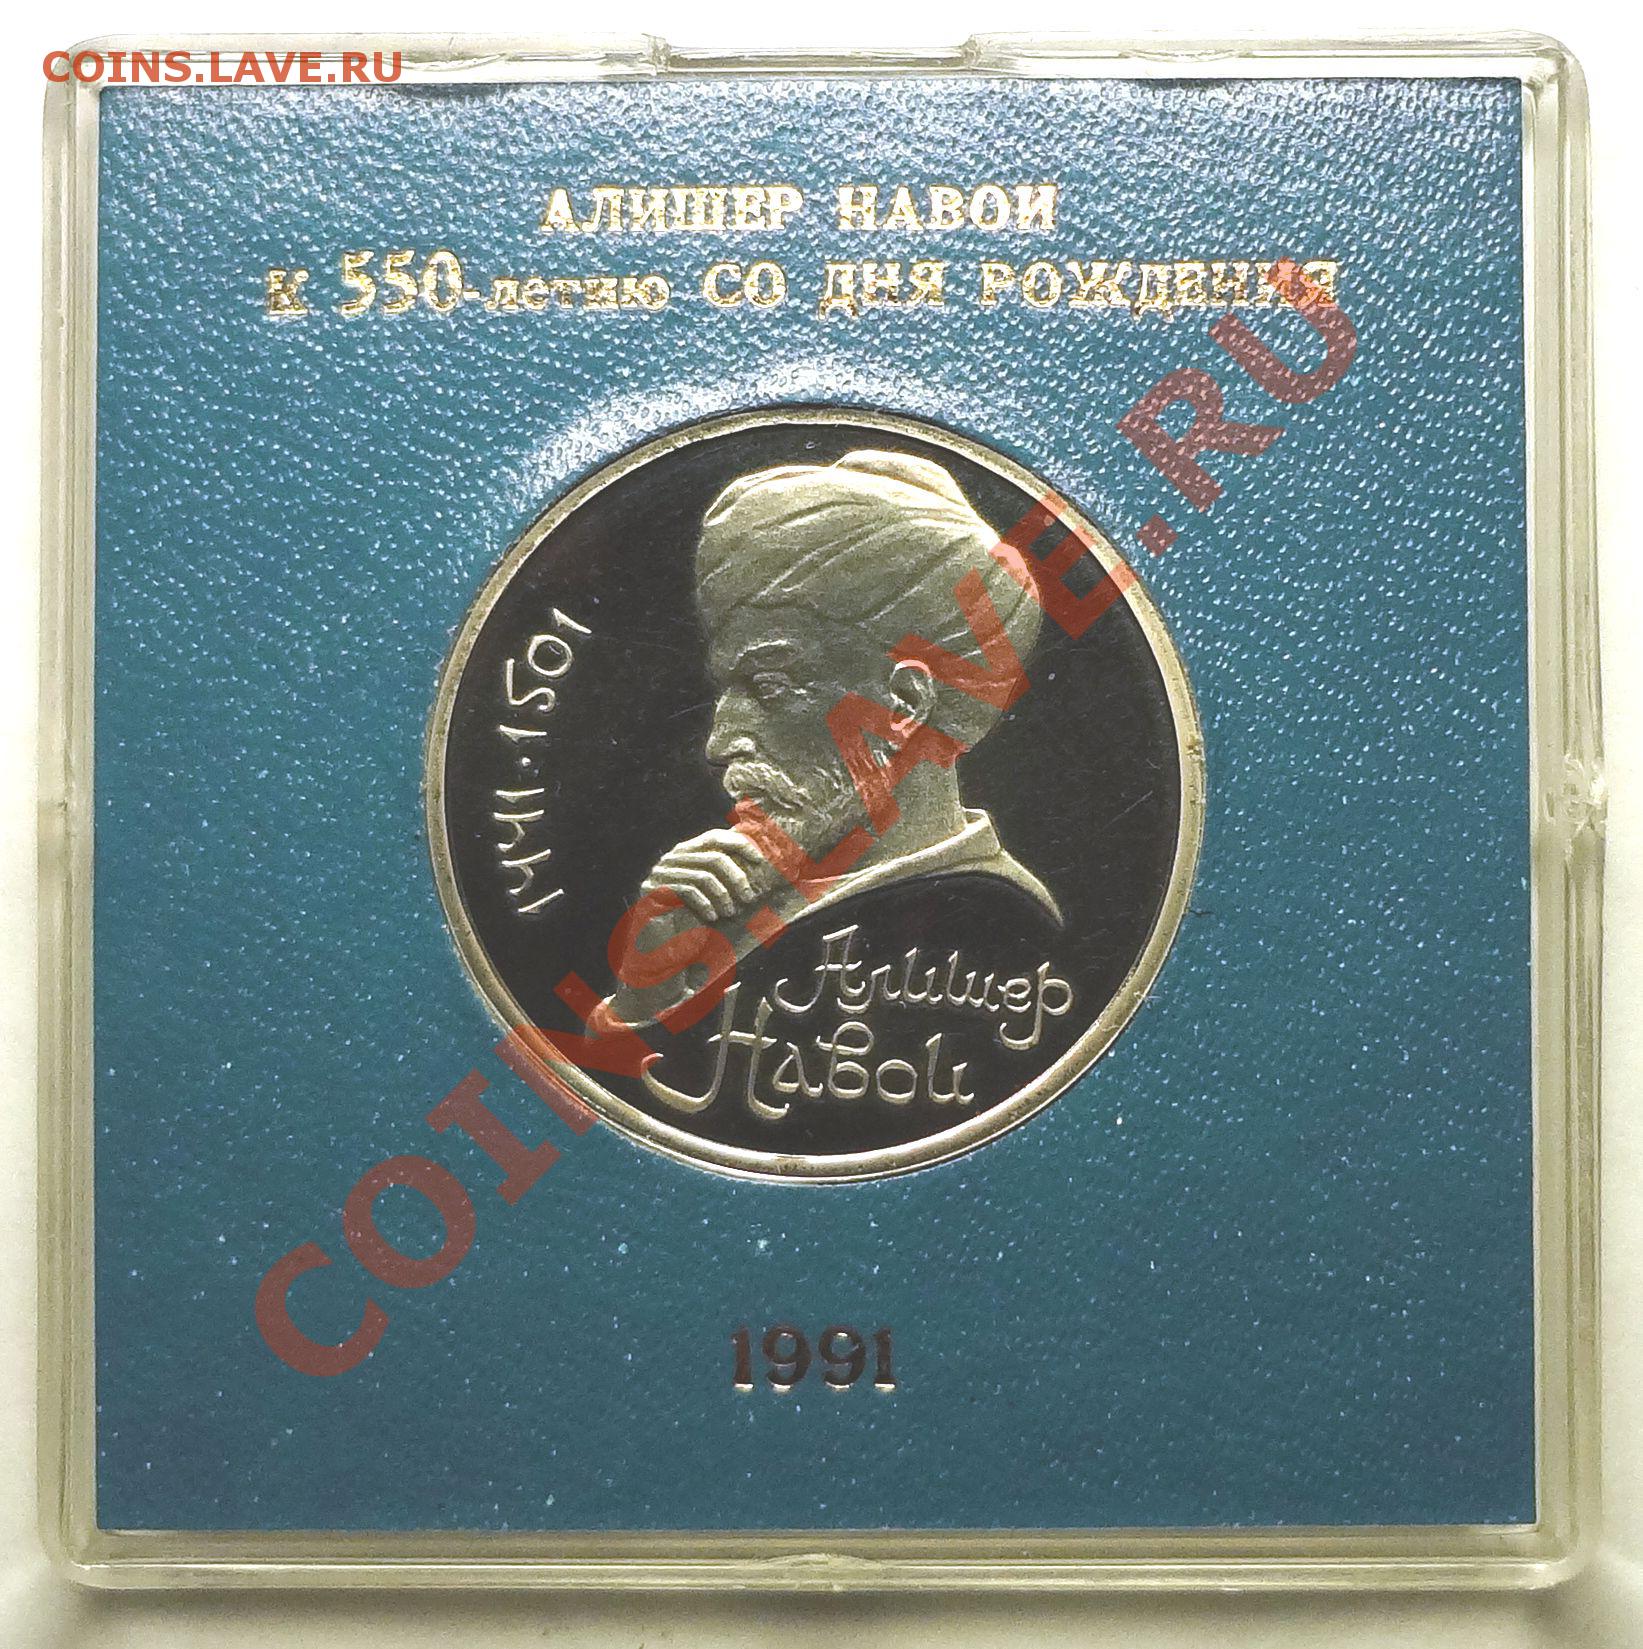 COINS.LAVE.RU
АЛИШЕР НАВОИ
К 550-летию СО ДНЯ РОЖДЕНИЯ
1441·1501
Алишер
Навои
1991
COINS.LAVE.RU